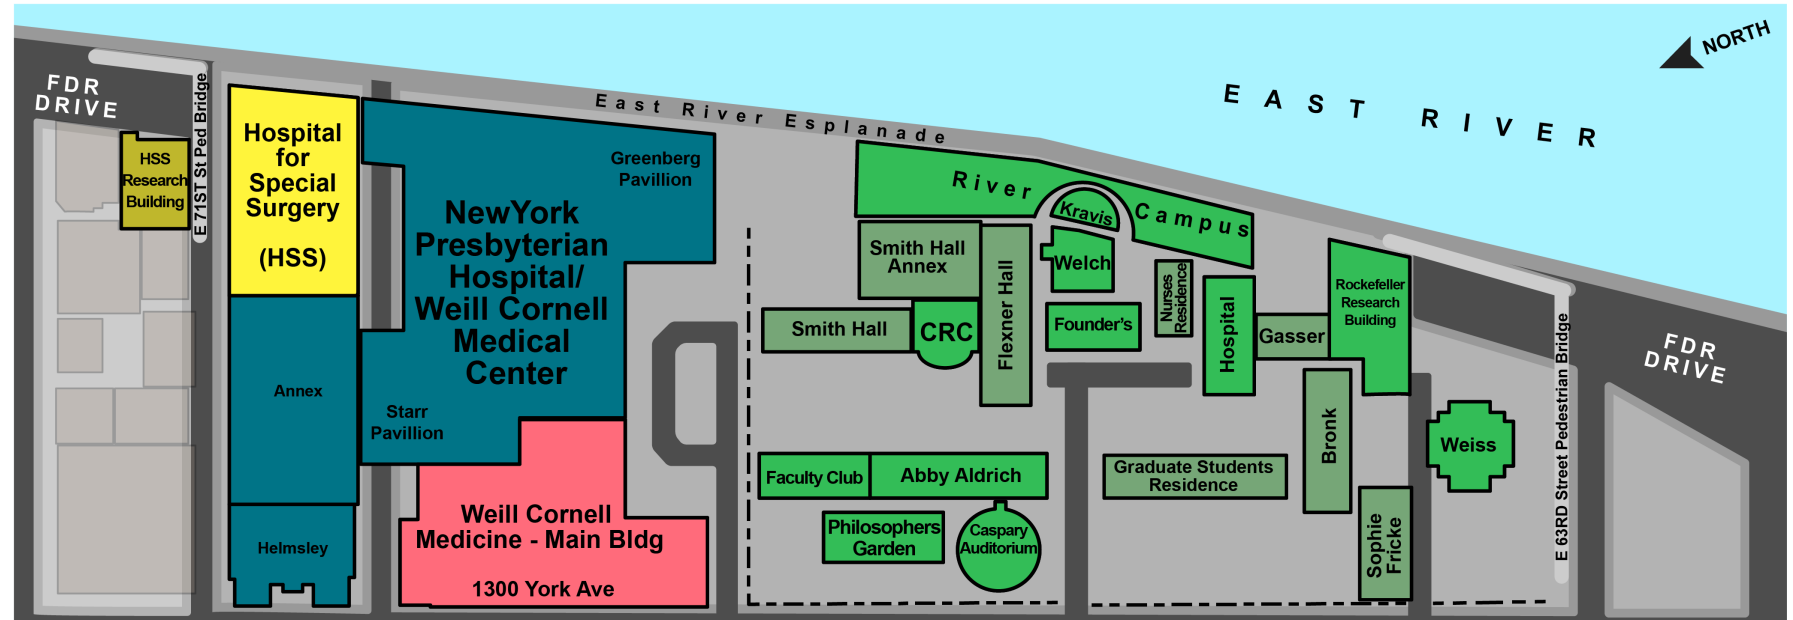 NORTH
EAST RIVER
FDR
DRIVE
E 71ST St Ped Bridge
East River Esplanade
HSS
Research
Building
Hospital
for
Special
Surgery
(HSS)
Greenberg
Pavillion
NewYork
Presbyterian
Hospital/
Weill Cornell
Medical
Center
Annex
Starr
Pavillion
Helmsley
Weill Cornell
Medicine - Main Bldg
1300 York Ave
River Campus
Kravis
Smith Hall
Annex
Flexner Hall
Welch
Nurses
Residence
Smith Hall
CRC
Founder's
Hospital
Gasser
Rockefeller
Research
Building
E 63RD Street Pedestrian Bridge
FDR
DRIVE
Bronk
Weiss
Faculty Club
Abby Aldrich
Graduate Students
Residence
Philosophers
Garden
Caspary
Auditorium
Sophie
Fricke